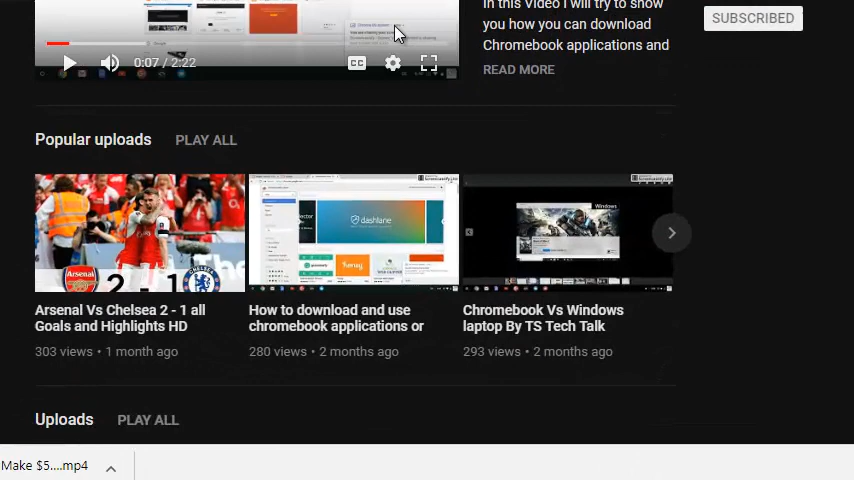 In this Video I will try to show
you how you can download
Chromebook applications and
READ MORE
SUBSCRIBED
0:07 / 2:22
CC
Popular uploads PLAY ALL
dashlane
Windows
Arsenal
2 - 1
Arsenal Vs Chelsea 2 - 1 all
Goals and Highlights HD
303 views • 1 month ago
How to download and use
chromebook applications or
280 views • 2 months ago
Chromebook Vs Windows
laptop By TS Tech Talk
293 views • 2 months ago
Uploads PLAY ALL
Make $5....mp4